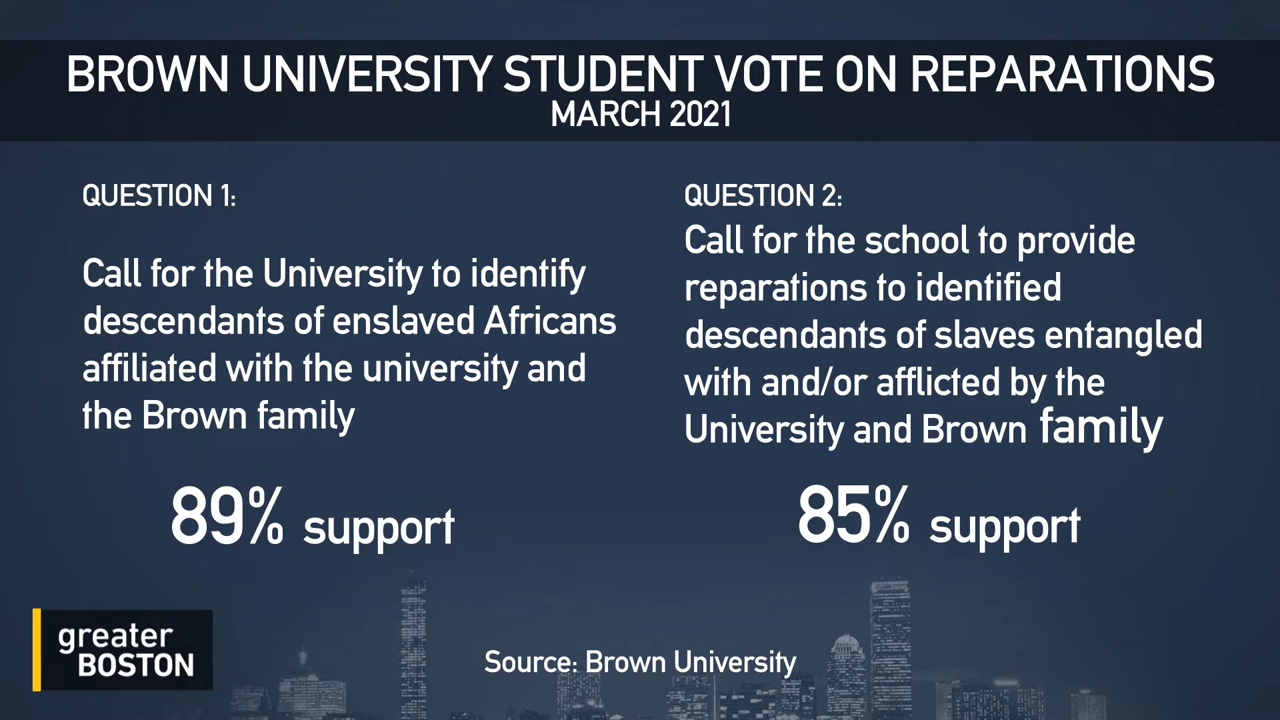 BROWN UNIVERSITY STUDENT VOTE ON REPARATIONS
MARCH 2021
QUESTION 1:
Call for the University to identify
descendants of enslaved Africans
affiliated with the university and
the Brown family
89% support
QUESTION 2:
Call for the school to provide
reparations to identified
descendants of slaves entangled
with and/or afflicted by the
University and Brown family
85% support
greater
BOSTON
Source: Brown University